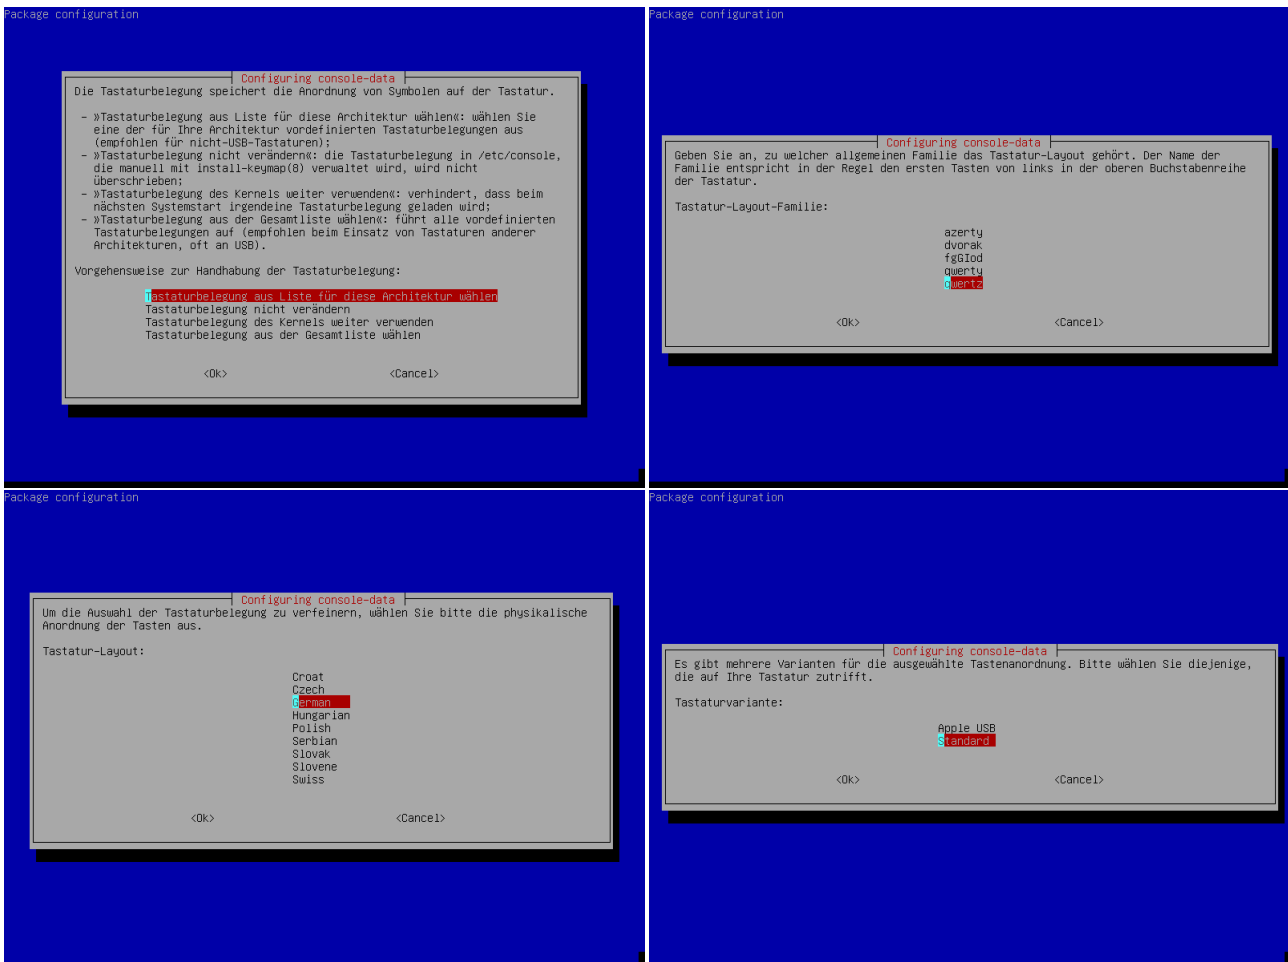 Package configuration
Configuring console-data
Die Tastaturbelegung speichert die Anordnung von Symbolen auf der Tastatur.
– »Tastaturbelegung aus Liste für diese Architektur wählen«: wählen Sie
eine der für Ihre Architektur vordefinierten Tastaturbelegungen aus
(empfohlen für nicht-USB-Tastaturen);
– »Tastaturbelegung nicht verändern«: die Tastaturbelegung in /etc/console,
die manuell mit install-keymap(8) verwaltet wird, wird nicht
überschrieben;
– »Tastaturbelegung des Kernels weiter verwenden«: verhindert, dass beim
nächsten Systemstart irgendeine Tastaturbelegung geladen wird;
– »Tastaturbelegung aus der Gesamtliste wählen«: führt alle vordefinierten
Tastaturbelegungen auf (empfohlen beim Einsatz von Tastaturen anderer
Architekturen, oft an USB).
Vorgehensweise zur Handhabung der Tastaturbelegung:
Tastaturbelegung aus Liste für diese Architektur wählen
Tastaturbelegung nicht verändern
Tastaturbelegung des Kernels weiter verwenden
Tastaturbelegung aus der Gesamtliste wählen
<Ok> <Cancel>
Package configuration
Configuring console-data
Geben Sie an, zu welcher allgemeinen Familie das Tastatur-Layout gehört. Der Name der
Familie entspricht in der Regel den ersten Tasten von links in der oberen Buchstabenreihe
der Tastatur.
Tastatur-Layout-Familie:
azerty
dvorak
fgGIod
qwerty
qwertz
<Ok> <Cancel>
Package configuration
Configuring console-data
Um die Auswahl der Tastaturbelegung zu verfeinern, wählen Sie bitte die physikalische
Anordnung der Tasten aus.
Tastatur-Layout:
Croat
Czech
German
Hungarian
Polish
Serbian
Slovak
Slovene
Swiss
<Ok> <Cancel>
Package configuration
Configuring console-data
Es gibt mehrere Varianten für die ausgewählte Tastenanordnung. Bitte wählen Sie diejenige,
die auf Ihre Tastatur zutrifft.
Tastaturvariante:
Apple USB
Standard
<Ok> <Cancel>